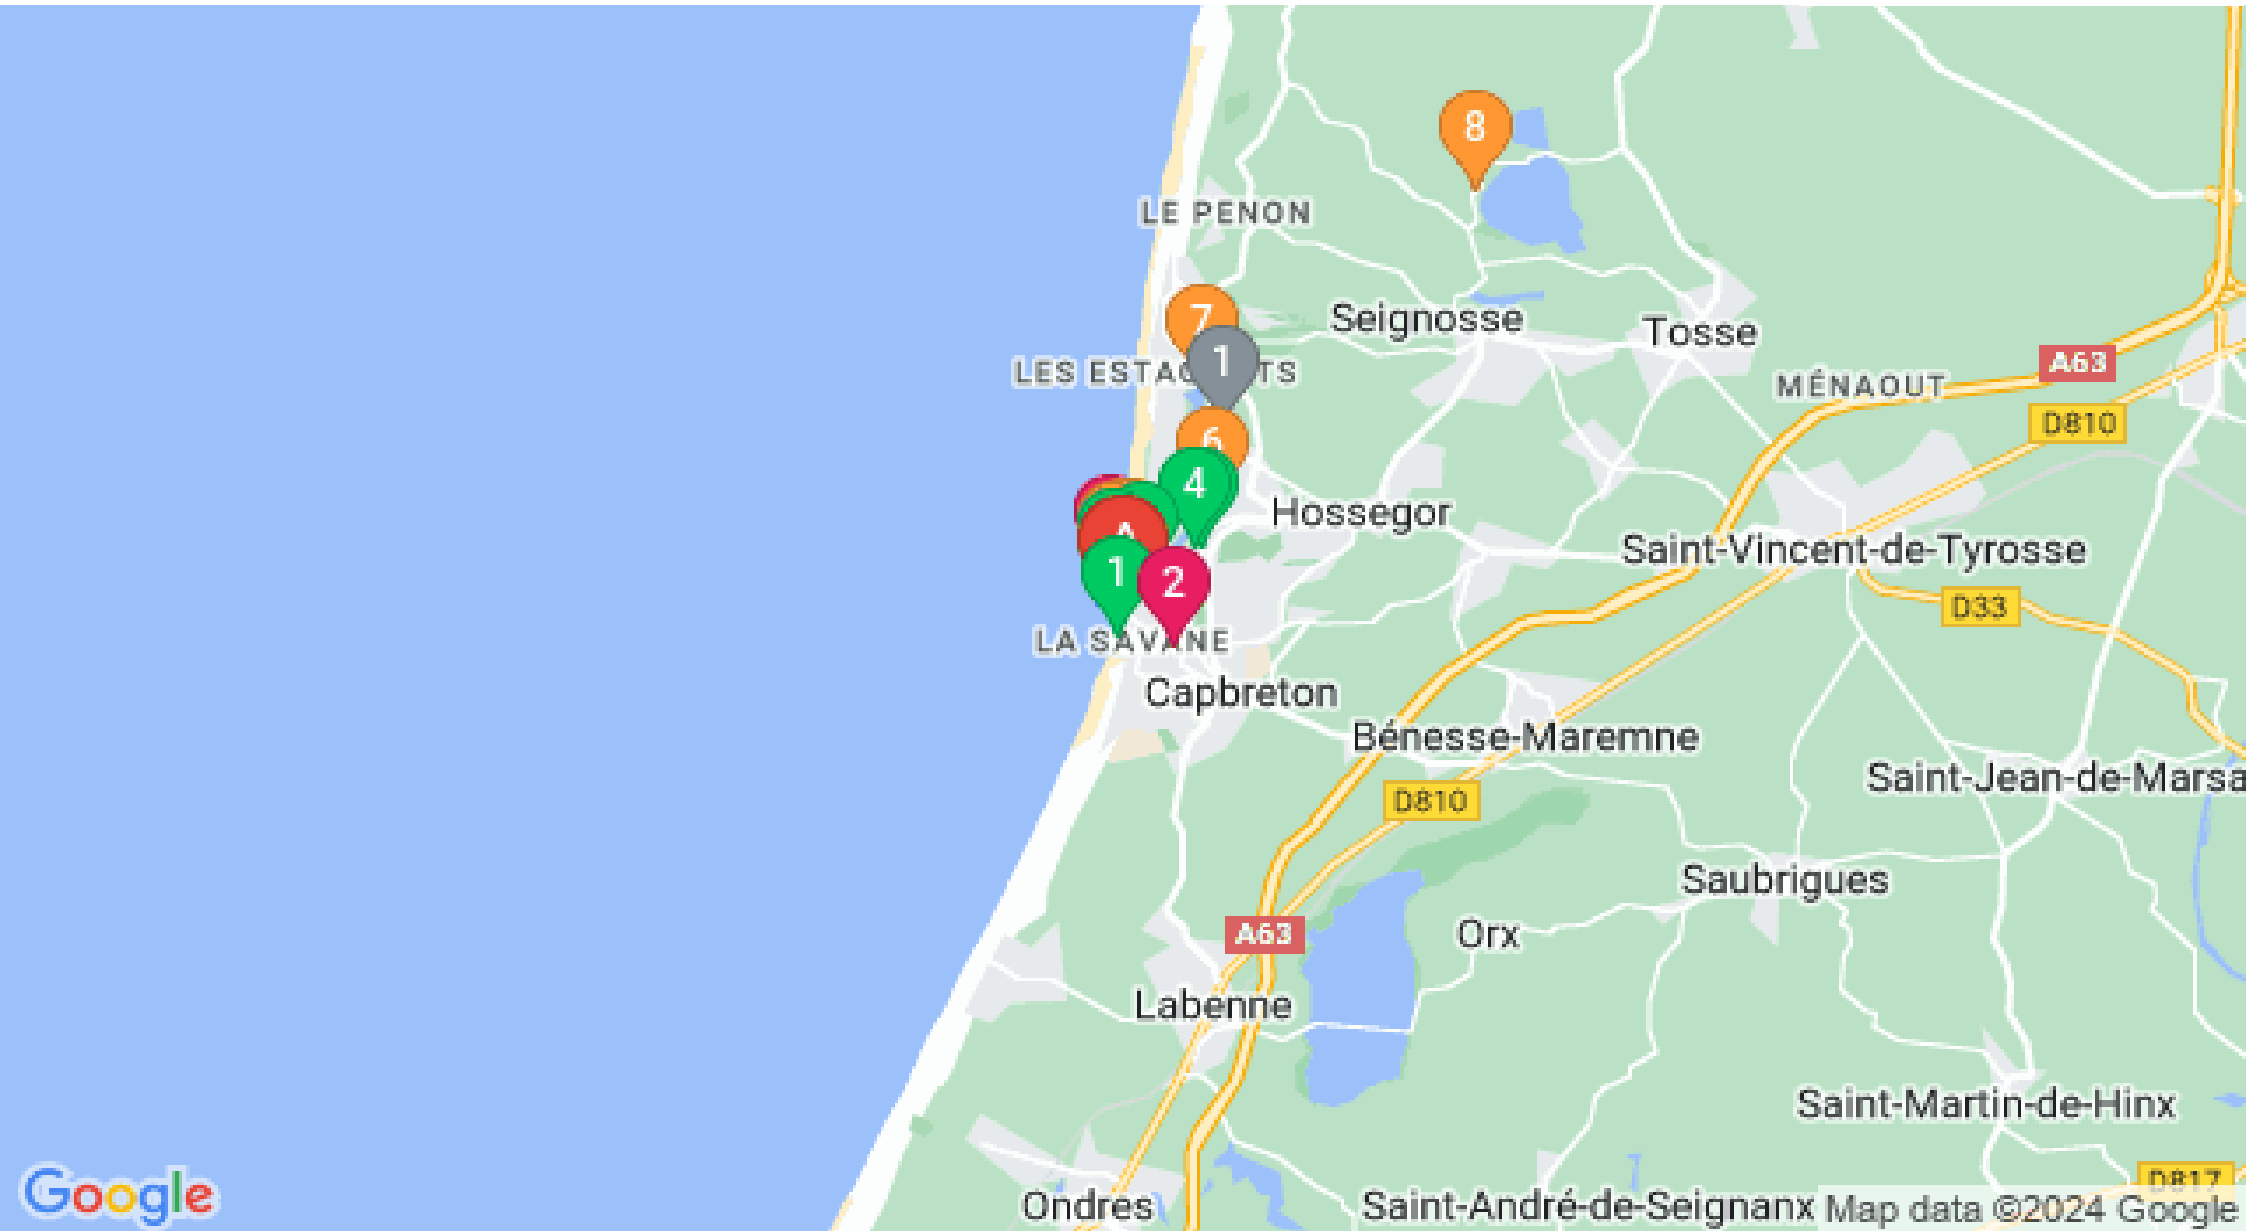 8
LE PENON
7
Seignosse
Tosse
1
A63
LES ESTAG TS
MÉNAOUT
D810
6
4
Hossegor
A
Saint-Vincent-de-Tyrosse
1
2
D33
LA SAVANE
Capbreton
Bénesse-Maremne
Saint-Jean-de-Marsa
D810
Saubrigues
A63
Orx
Labenne
Saint-Martin-de-Hinx
D817
Google
Ondres
Saint-André-de-Seignanx
Map data ©2024 Google